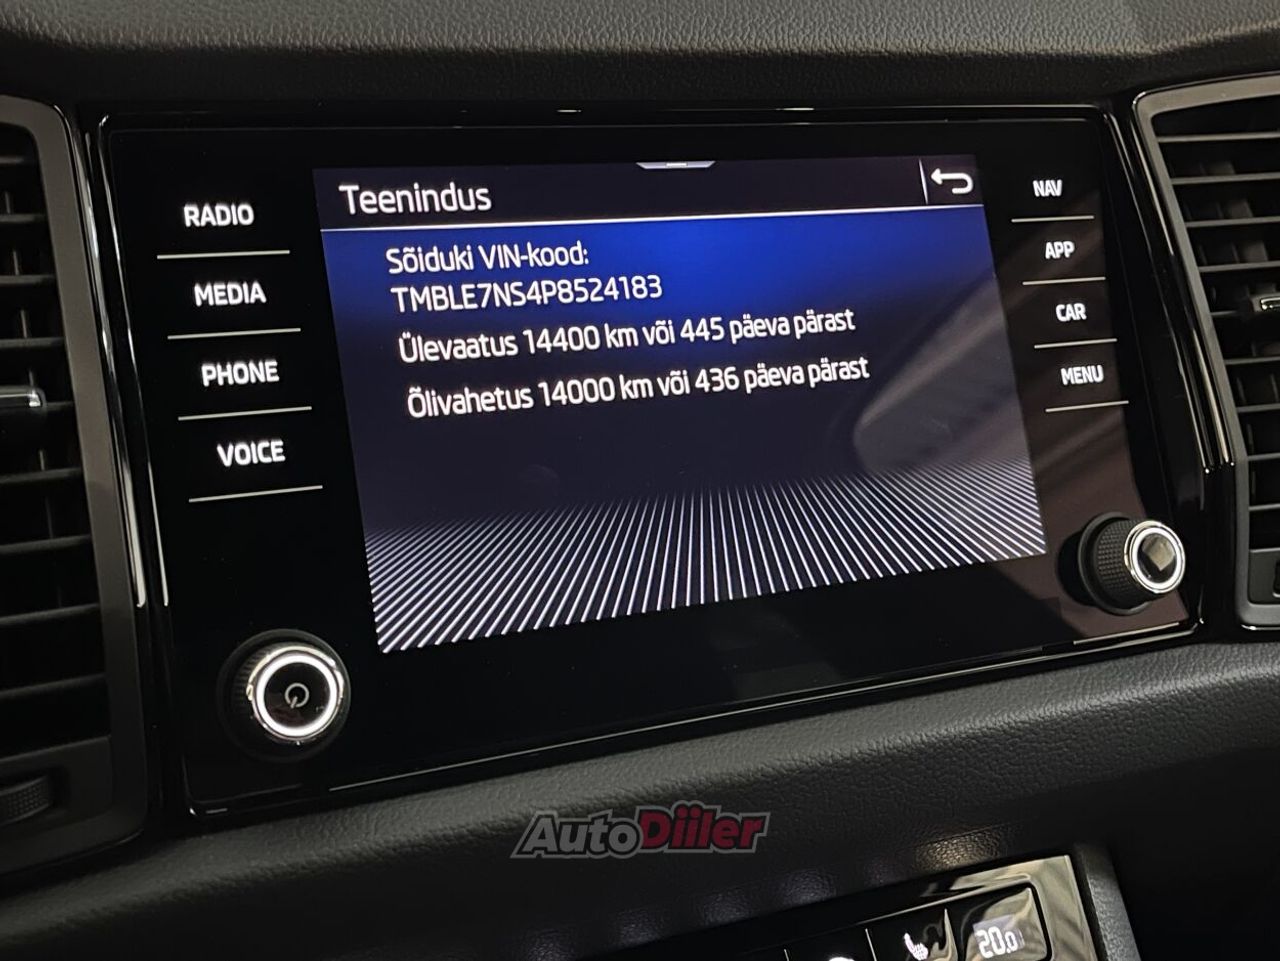 Teenindus
Sõiduki VIN-kood:
TMBLE7NS4P8524183
Ülevaatus 14400 km või 445 päeva pärast
Õlivahetus 14000 km või 436 päeva pärast
RADIO
MEDIA
PHONE
VOICE
NAV
APP
CAR
MENU
AutoDiiler
20.0